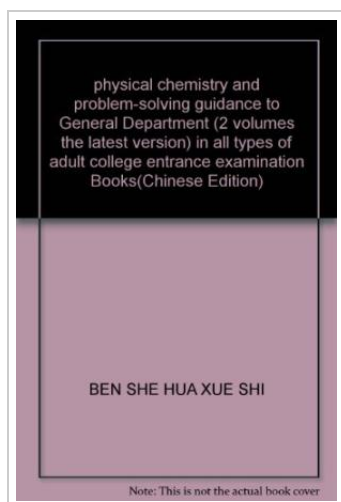 physical chemistry and
problem-solving guidance to
General Department (2 volumes
the latest version) in all types of
adult college entrance examination
Books(Chinese Edition)
BEN SHE HUA XUE SHI
Note: This is not the actual book cover